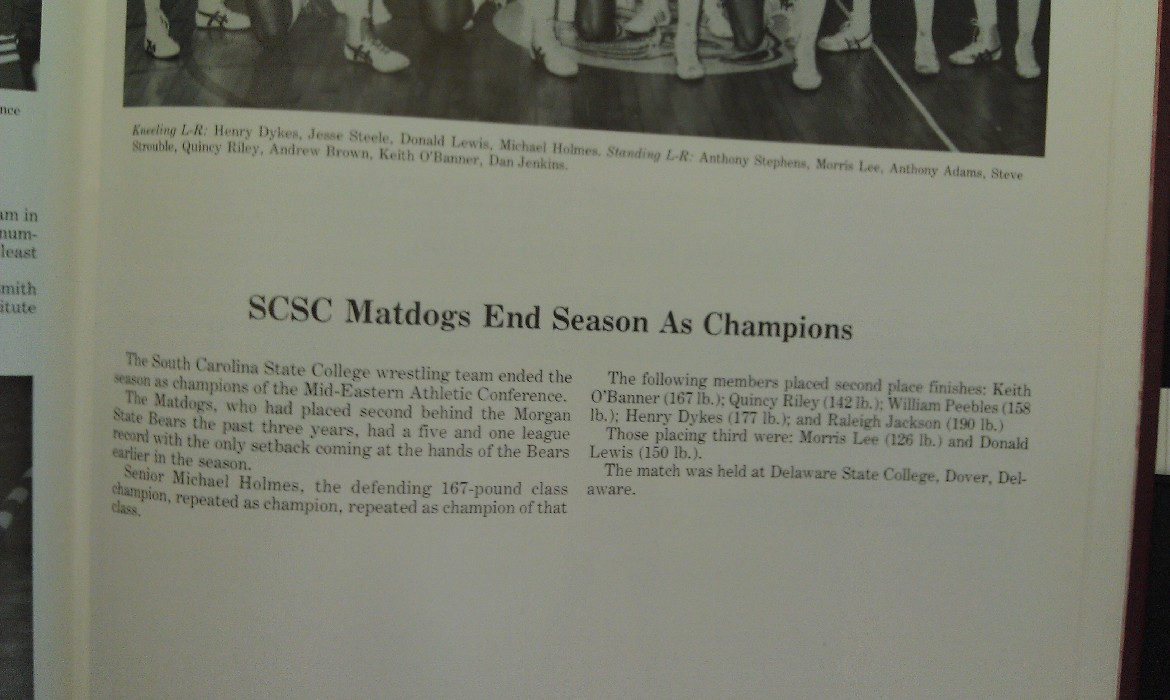 nce
Kneeling L-R: Henry Dykes, Jesse Steele, Donald Lewis, Michael Holmes. Standing L-R: Anthony Stephens, Morris Lee, Anthony Adams, Steve
Strouble, Quincy Riley, Andrew Brown, Keith O'Banner, Dan Jenkins.
am in
num-
least
mith
itute
SCSC Matdogs End Season As Champions
The South Carolina State College wrestling team ended the
season as champions of the Mid-Eastern Athletic Conference.
The Matdogs, who had placed second behind the Morgan
State Bears the past three years, had a five and one league
record with the only setback coming at the hands of the Bears
earlier in the season.
Senior Michael Holmes, the defending 167-pound class
champion, repeated as champion, repeated as champion of that
class.
The following members placed second place finishes: Keith
O'Banner (167 lb.); Quincy Riley (142 lb.); William Peebles (158
lb.); Henry Dykes (177 lb.); and Raleigh Jackson (190 lb.)
Those placing third were: Morris Lee (126 lb.) and Donald
Lewis (150 lb.).
The match was held at Delaware State College, Dover, Del-
aware.